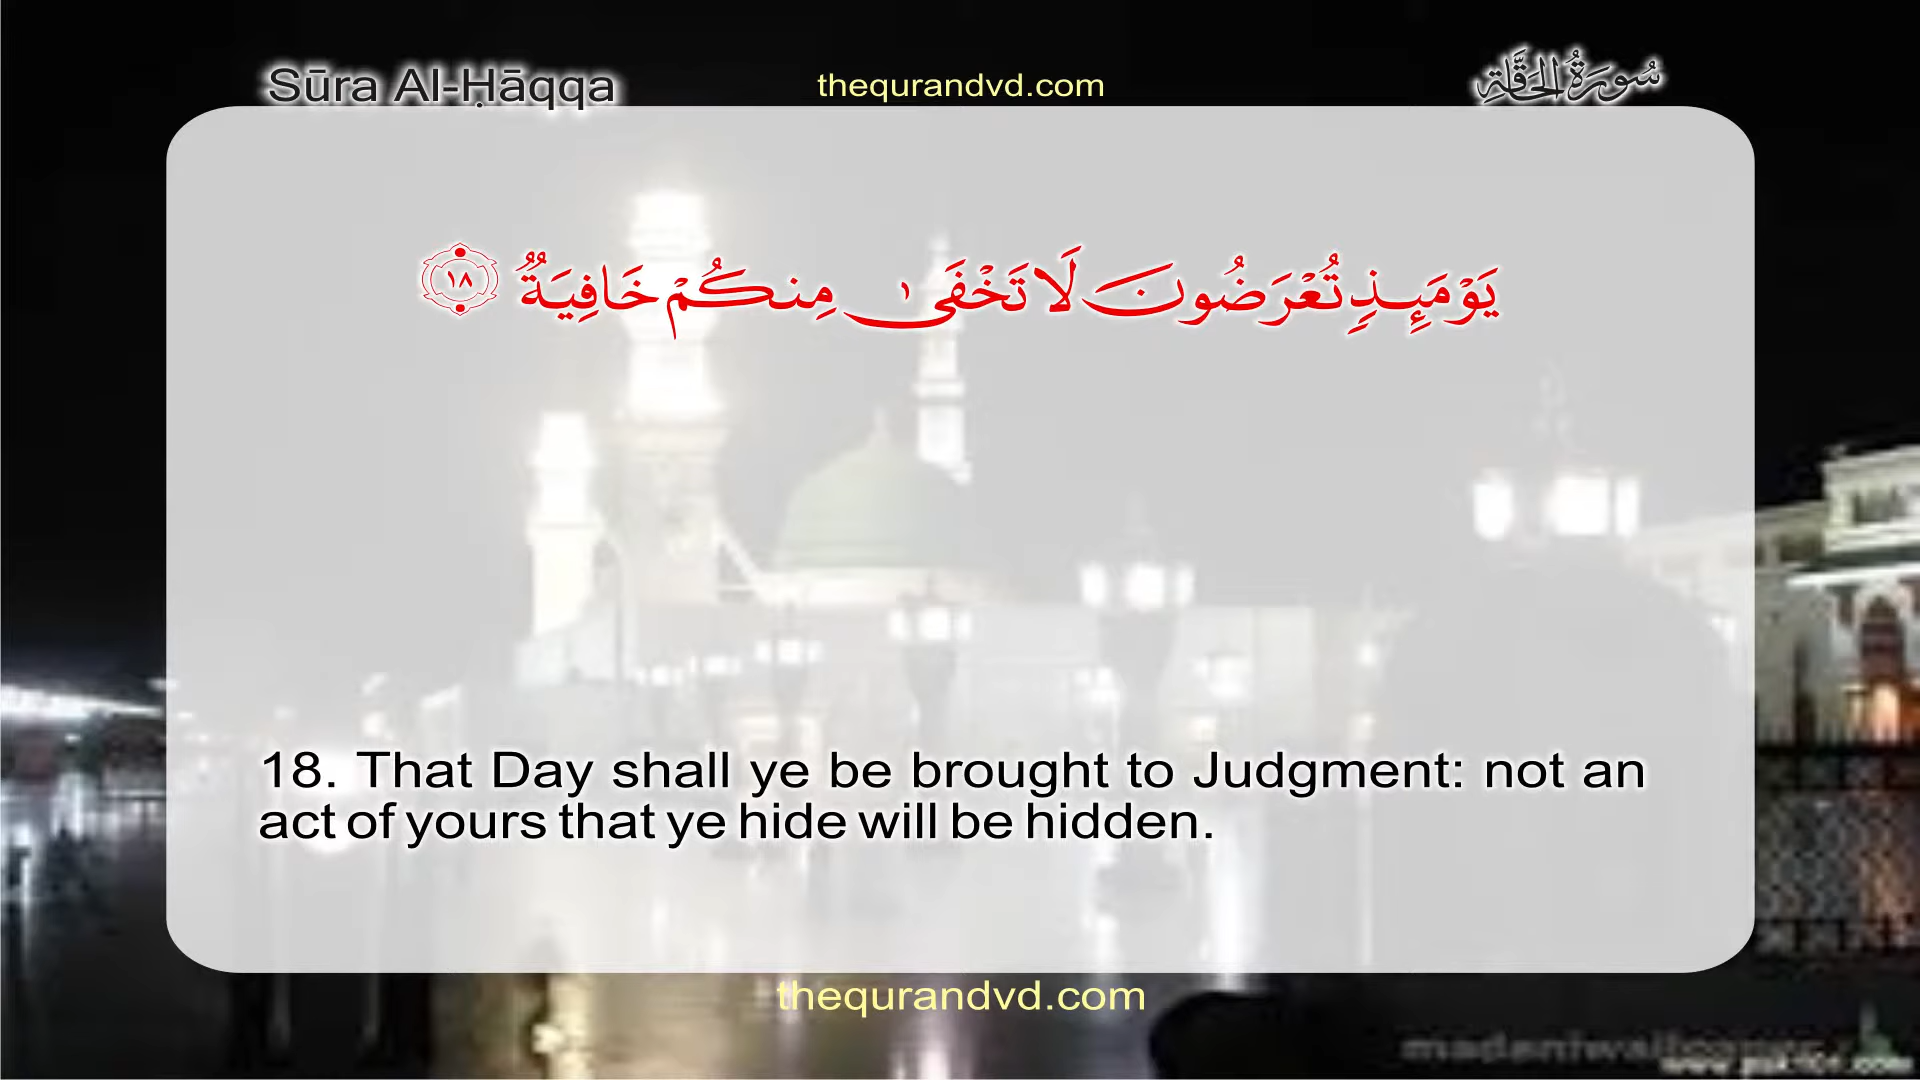 Sūra Al-Ḥāqqa
thequrandvd.com
سُورَةُ الحَاقَّةِ
يَوْمَئِذٍ تُعْرَضُونَ لَا تَخْفَىٰ مِنكُمْ خَافِيَةٌ ١٨
18. That Day shall ye be brought to Judgment: not an
act of yours that ye hide will be hidden.
thequrandvd.com